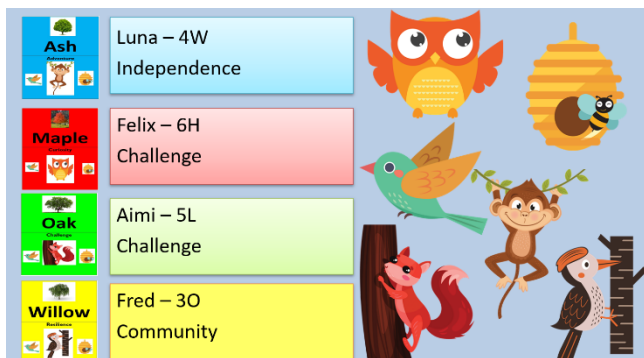 Ash
Adventure
Luna – 4W
Independence
Maple
Curiosity
Felix – 6H
Challenge
Oak
Challenge
Aimi – 5L
Challenge
Willow
Resilience
Fred – 3O
Community